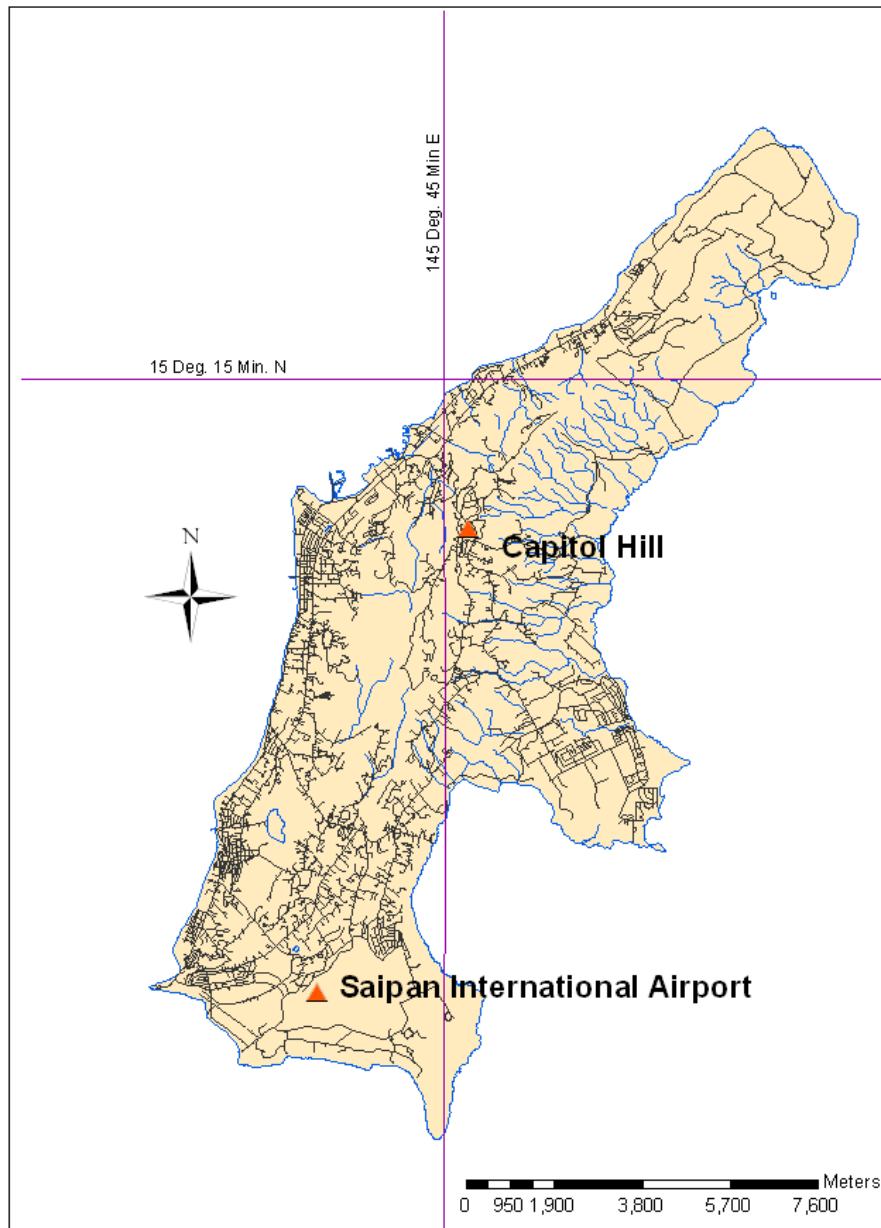 145 Deg. 45 Min E
15 Deg. 15 Min. N
N
Capitol Hill
Saipan International Airport
Meters
0 950 1,900 3,800 5,700 7,600